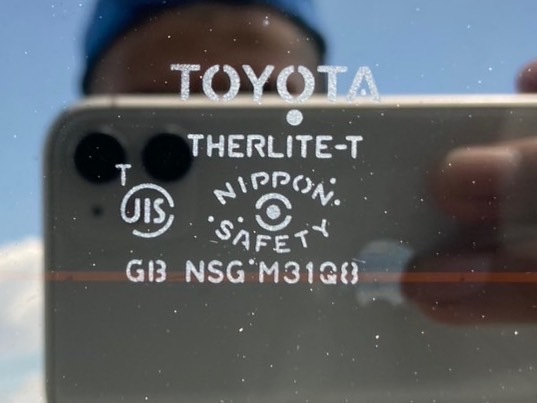 TOYOTA
THERLITE-T
T
JIS
NIPPON
SAFETY
GB NSG M31Q8